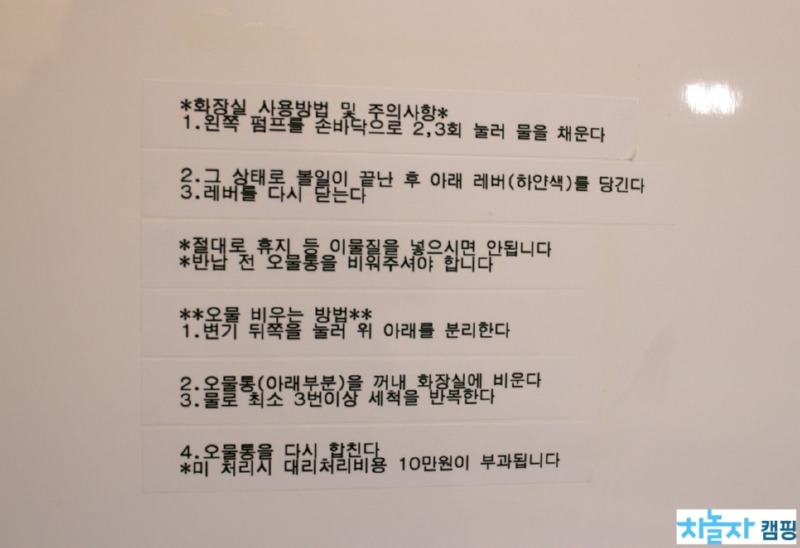 *화장실 사용방법 및 주의사항*
1.왼쪽 펌프를 손바닥으로 2,3회 눌러 물을 채운다
2.그 상태로 볼일이 끝난 후 아래 레버(하얀색)를 당긴다
3.레버를 다시 닫는다
*절대로 휴지 등 이물질을 넣으시면 안됩니다
*반납 전 오물통을 비워주셔야 합니다
**오물 비우는 방법**
1.변기 뒤쪽을 눌러 위 아래를 분리한다
2.오물통(아래부분)을 꺼내 화장실에 비운다
3.물로 최소 3번이상 세척을 반복한다
4.오물통을 다시 합친다
*미 처리시 대리처리비용 10만원이 부과됩니다
차놀자 캠핑